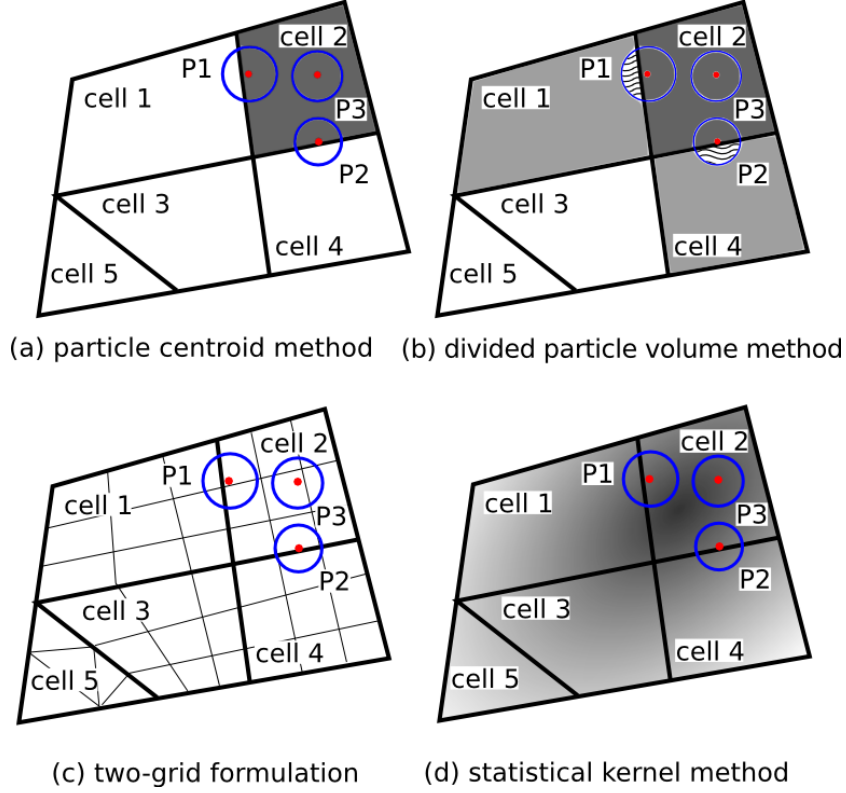 cell 2
P1
cell 1
P3
P2
cell 3
cell 4
cell 5
(a) particle centroid method
cell 2
P1
cell 1
P3
P2
cell 3
cell 4
cell 5
(b) divided particle volume method
cell 2
P1
cell 1
P3
P2
cell 3
cell 4
cell 5
(c) two-grid formulation
cell 2
P1
cell 1
P3
P2
cell 3
cell 4
cell 5
(d) statistical kernel method